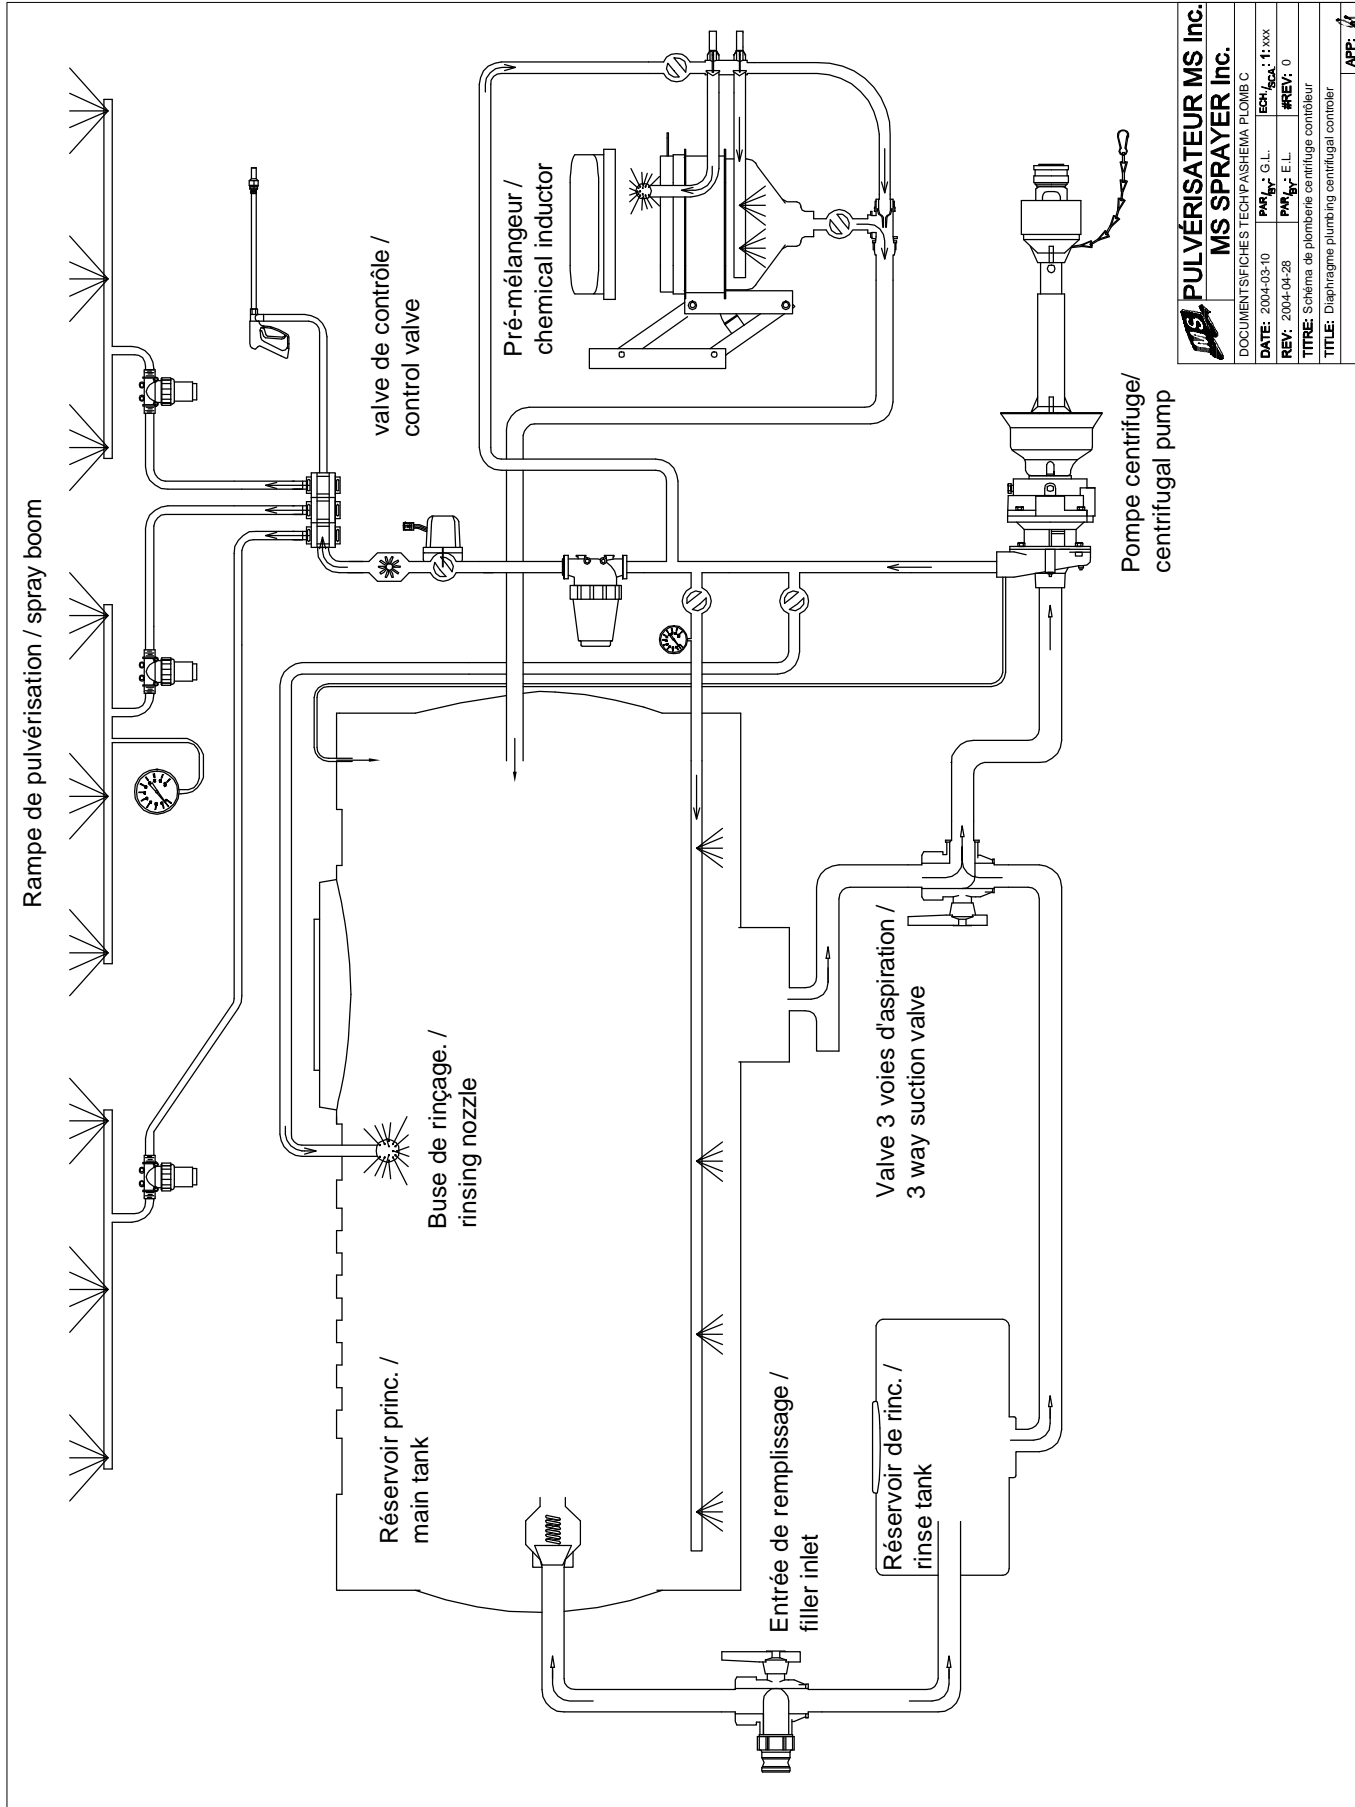 Rampe de pulvérisation / spray boom
valve de contrôle /
control valve
Pré-mélangeur /
chemical inductor
Buse de rinçage. /
rinsing nozzle
Réservoir princ. /
main tank
Entrée de remplissage /
filler inlet
Valve 3 voies d'aspiration /
3 way suction valve
Réservoir de rinc. /
rinse tank
Pompe centrifuge/
centrifugal pump
MS
PULVÉRISATEUR MS Inc.
MS SPRAYER Inc.
DOCUMENTS\FICHES TECH\PA\SHEMA PLOMB C
DATE: 2004-03-10 PAR/BY: G.L. ECH./SCA.: 1: xxx
REV: 2004-04-28 PAR/BY: E.L. #REV: 0
TITRE: Schéma de plomberie centrifuge contrôleur
TITLE: Diaphragme plumbing centrifugal controler
APP: